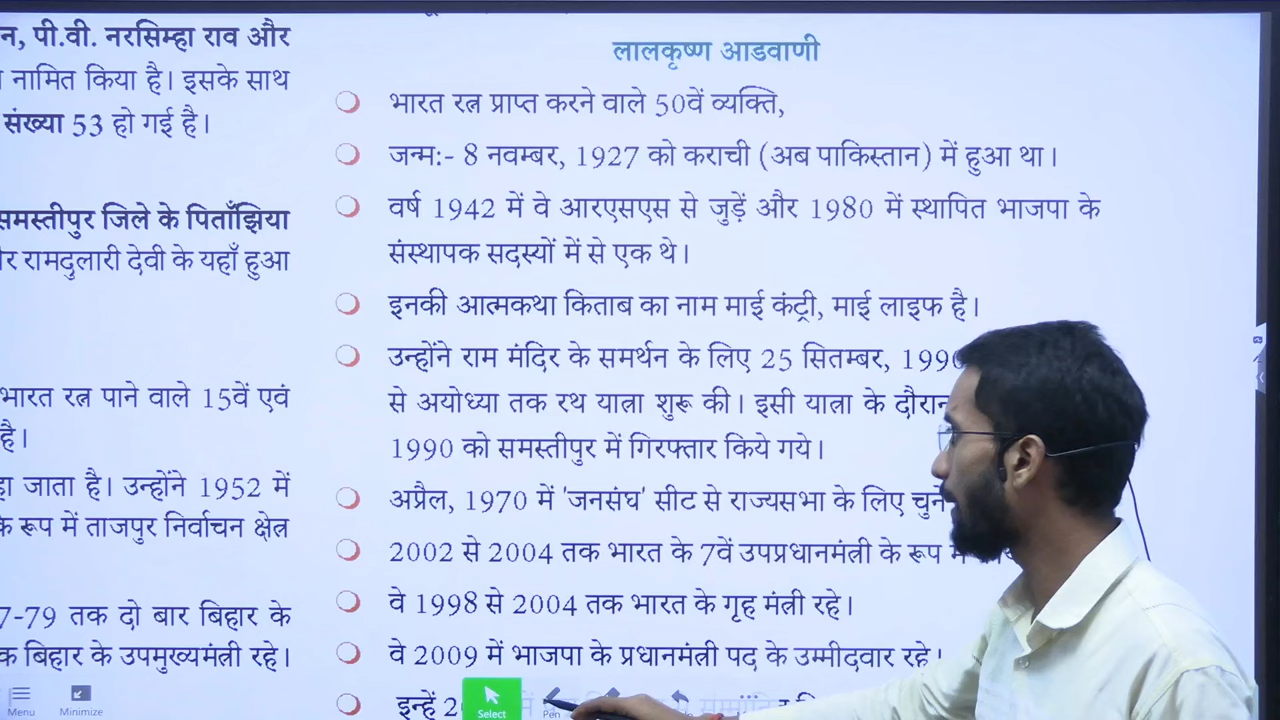 न, पी.वी. नरसिम्हा राव और
नामित किया है। इसके साथ
संख्या 53 हो गई है।
समस्तीपुर जिले के पिताँझिया
र रामदुलारी देवी के यहाँ हुआ
भारत रत्न पाने वाले 15वें एवं
है।
हा जाता है। उन्होंने 1952 में
के रूप में ताजपुर निर्वाचन क्षेत्र
7-79 तक दो बार बिहार के
क बिहार के उपमुख्यमंत्री रहे।
लालकृष्ण आडवाणी
भारत रत्न प्राप्त करने वाले 50वें व्यक्ति,
जन्म:- 8 नवम्बर, 1927 को कराची (अब पाकिस्तान) में हुआ था।
वर्ष 1942 में वे आरएसएस से जुड़ें और 1980 में स्थापित भाजपा के
संस्थापक सदस्यों में से एक थे।
इनकी आत्मकथा किताब का नाम माई कंट्री, माई लाइफ है।
उन्होंने राम मंदिर के समर्थन के लिए 25 सितम्बर, 1990
से अयोध्या तक रथ यात्रा शुरू की। इसी यात्रा के दौरान
1990 को समस्तीपुर में गिरफ्तार किये गये।
अप्रैल, 1970 में 'जनसंघ' सीट से राज्यसभा के लिए चुने
2002 से 2004 तक भारत के 7वें उपप्रधानमंत्री के रूप में
वे 1998 से 2004 तक भारत के गृह मंत्री रहे।
वे 2009 में भाजपा के प्रधानमंत्री पद के उम्मीदवार रहे।
इन्हें 2
Menu
Minimize
Select
Pen